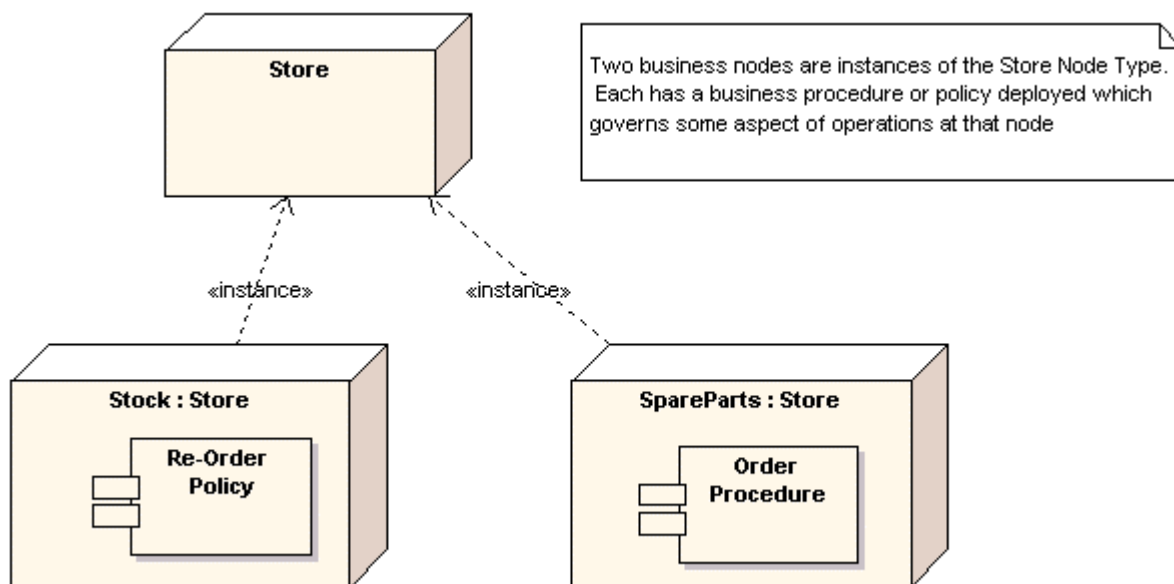 Store
Two business nodes are instances of the Store Node Type.
Each has a business procedure or policy deployed which
governs some aspect of operations at that node
«instance»
«instance»
Stock : Store
Re-Order
Policy
SpareParts : Store
Order
Procedure